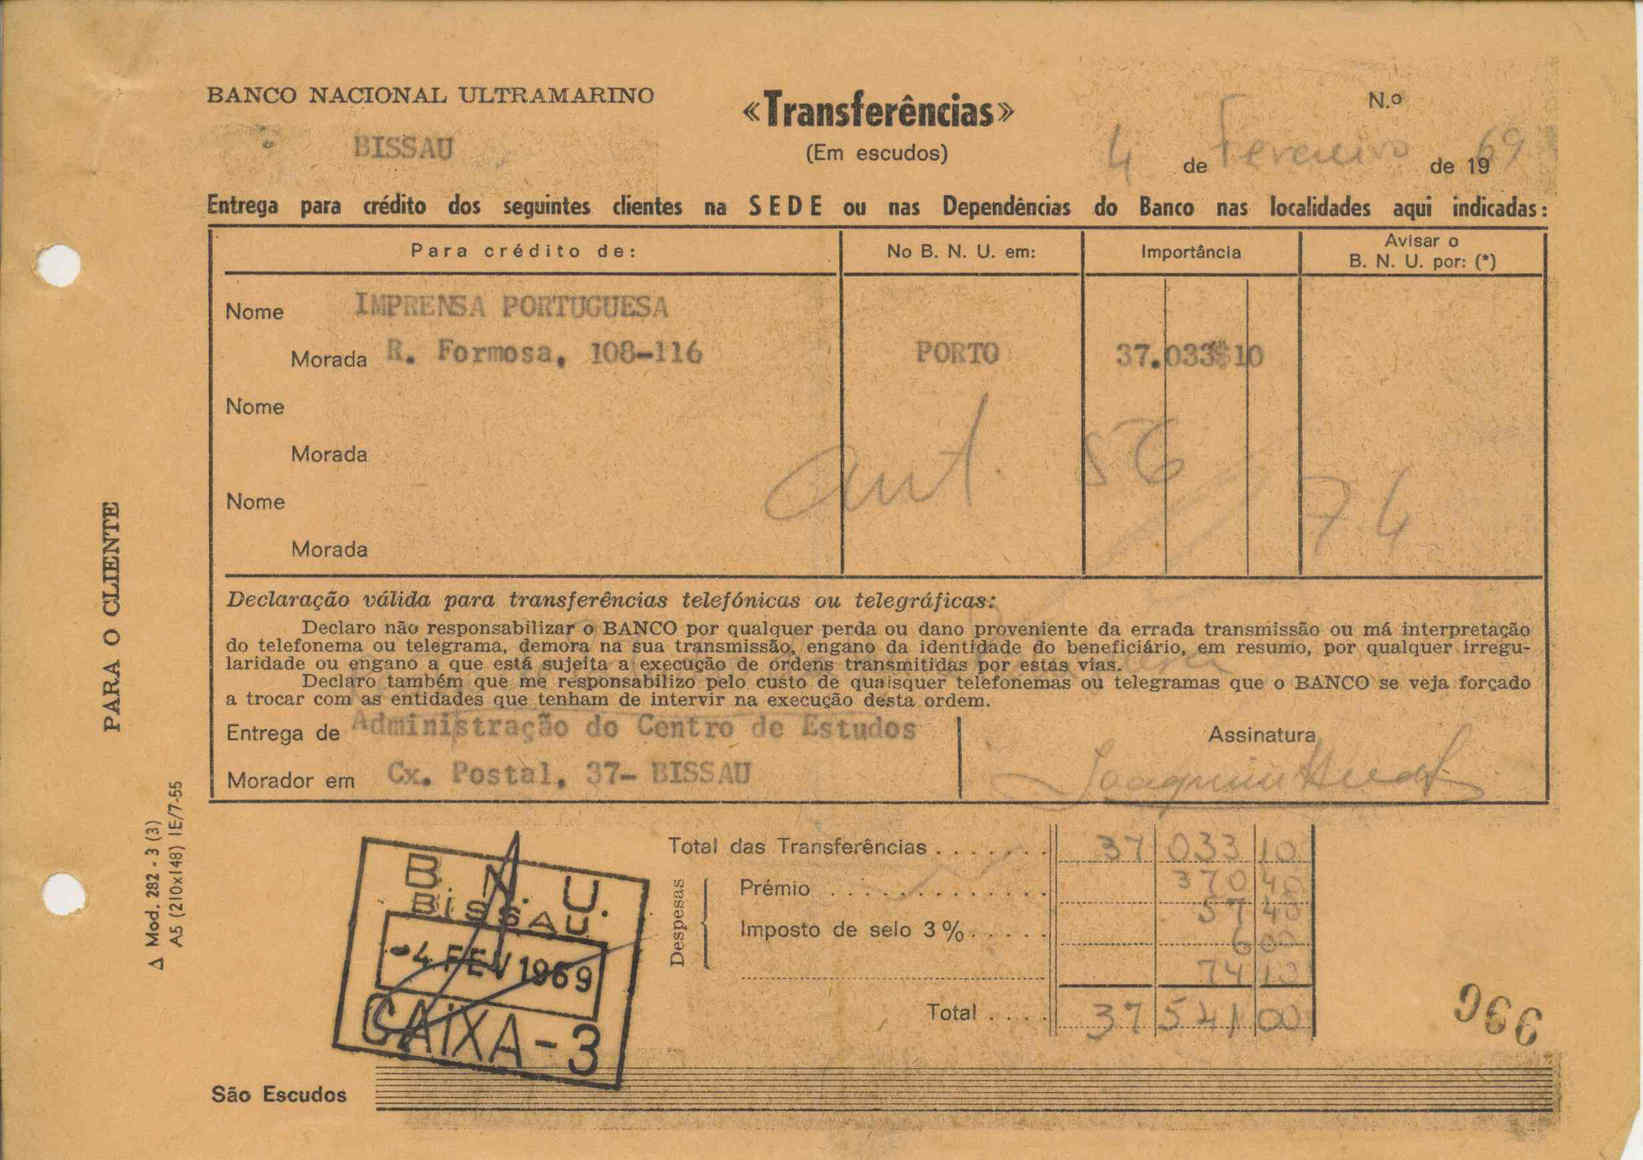 BANCO NACIONAL ULTRAMARINO
«Transferências»
N.º
BISSAU
(Em escudos)
4 de Fevereiro de 1969
Entrega para crédito dos seguintes clientes na SEDE ou nas Dependências do Banco nas localidades aqui indicadas:
Para crédito de:
No B. N. U. em:
Importância
Avisar o
B. N. U. por: (*)
Nome IMPRENSA PORTUGUESA
Morada R. Formosa, 108-116 PORTO 37.033$10
Nome
Morada
aut. 56
74
Nome
Morada
Declaração válida para transferências telefónicas ou telegráficas:
Declaro não responsabilizar o BANCO por qualquer perda ou dano proveniente da errada transmissão ou má interpretação
do telefonema ou telegrama, demora na sua transmissão, engano da identidade do beneficiário, em resumo, por qualquer irregu-
laridade ou engano a que está sujeita a execução de ordens transmitidas por estas vias.
Declaro também que me responsabilizo pelo custo de quaisquer telefonemas ou telegramas que o BANCO se veja forçado
a trocar com as entidades que tenham de intervir na execução desta ordem.
Entrega de Administração do Centro de Estudos
Assinatura
Morador em Cx. Postal, 37- BISSAU
Joaquim
PARA O CLIENTE
Δ Mod. 282 - 3 (3)
A5 (210x148) IE/7-55
B. N. U.
BISSAU
-4 FEV 1969
CAIXA-3
Total das Transferências . . . . . . . 37 033 10
Despesas
Prémio . . . . . . . . . . . . . 370 40
57 40
Imposto de selo 3 % . . . . . 6 00
74 10
Total . . . . 37 541 00
966
São Escudos